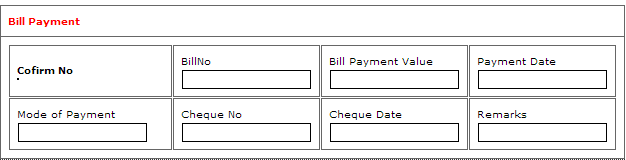 Bill Payment
Cofirm No
BillNo
Bill Payment Value
Payment Date
Mode of Payment
Cheque No
Cheque Date
Remarks